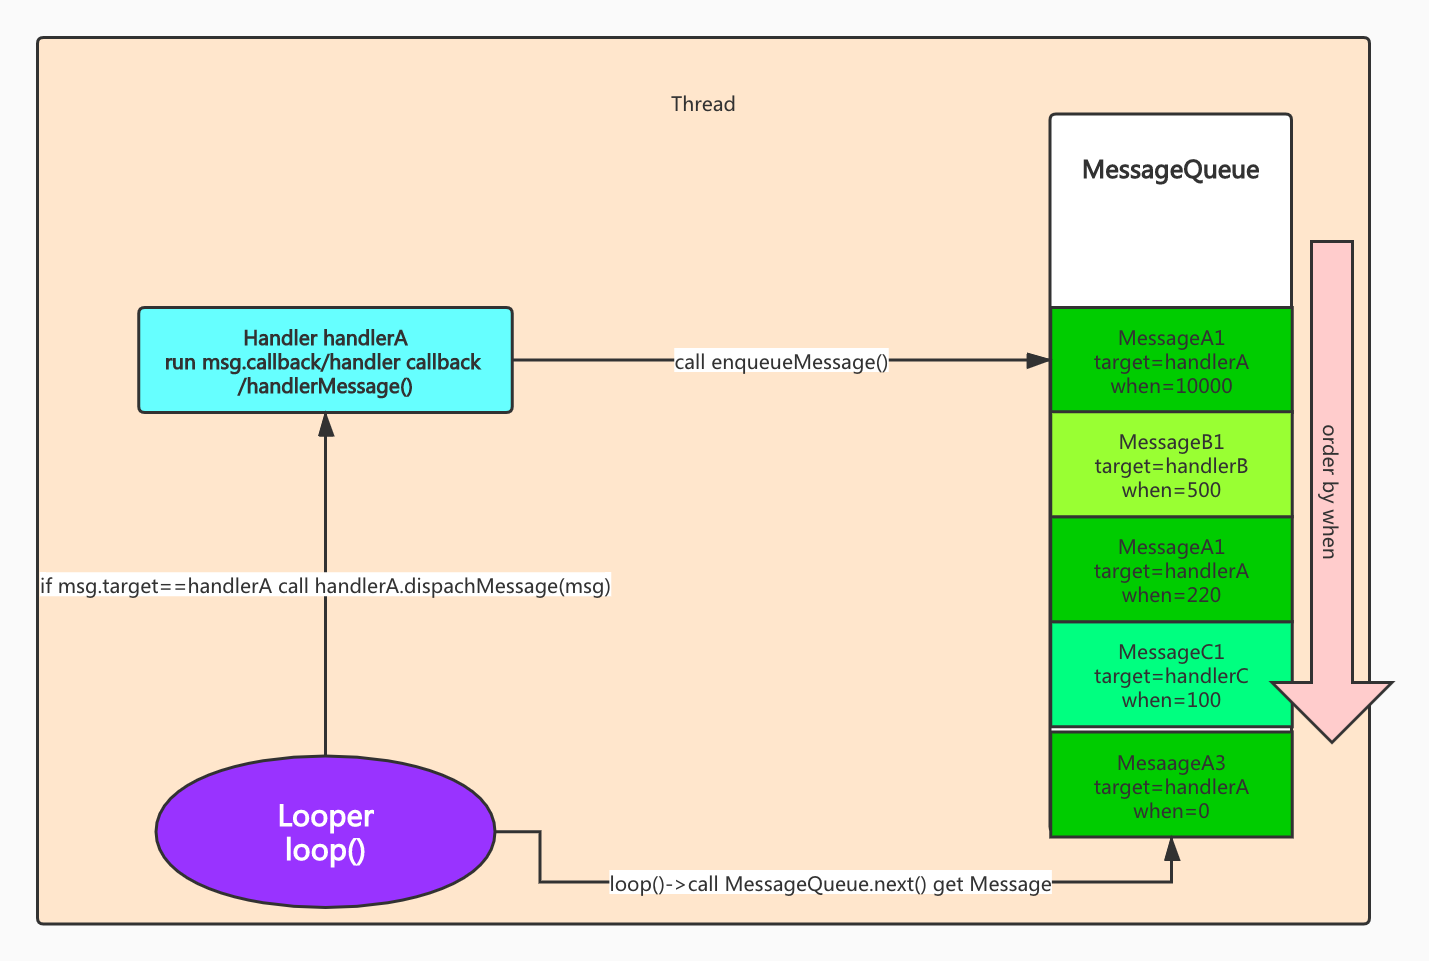 Thread
MessageQueue
Handler handlerA
run msg.callback/handler callback
/handlerMessage()
call enqueueMessage()
MessageA1
target=handlerA
when=10000
MessageB1
target=handlerB
when=500
MessageA1
target=handlerA
when=220
MessageC1
target=handlerC
when=100
MesaageA3
target=handlerA
when=0
order by when
if msg.target==handlerA call handlerA.dispachMessage(msg)
Looper
loop()
loop()->call MessageQueue.next() get Message